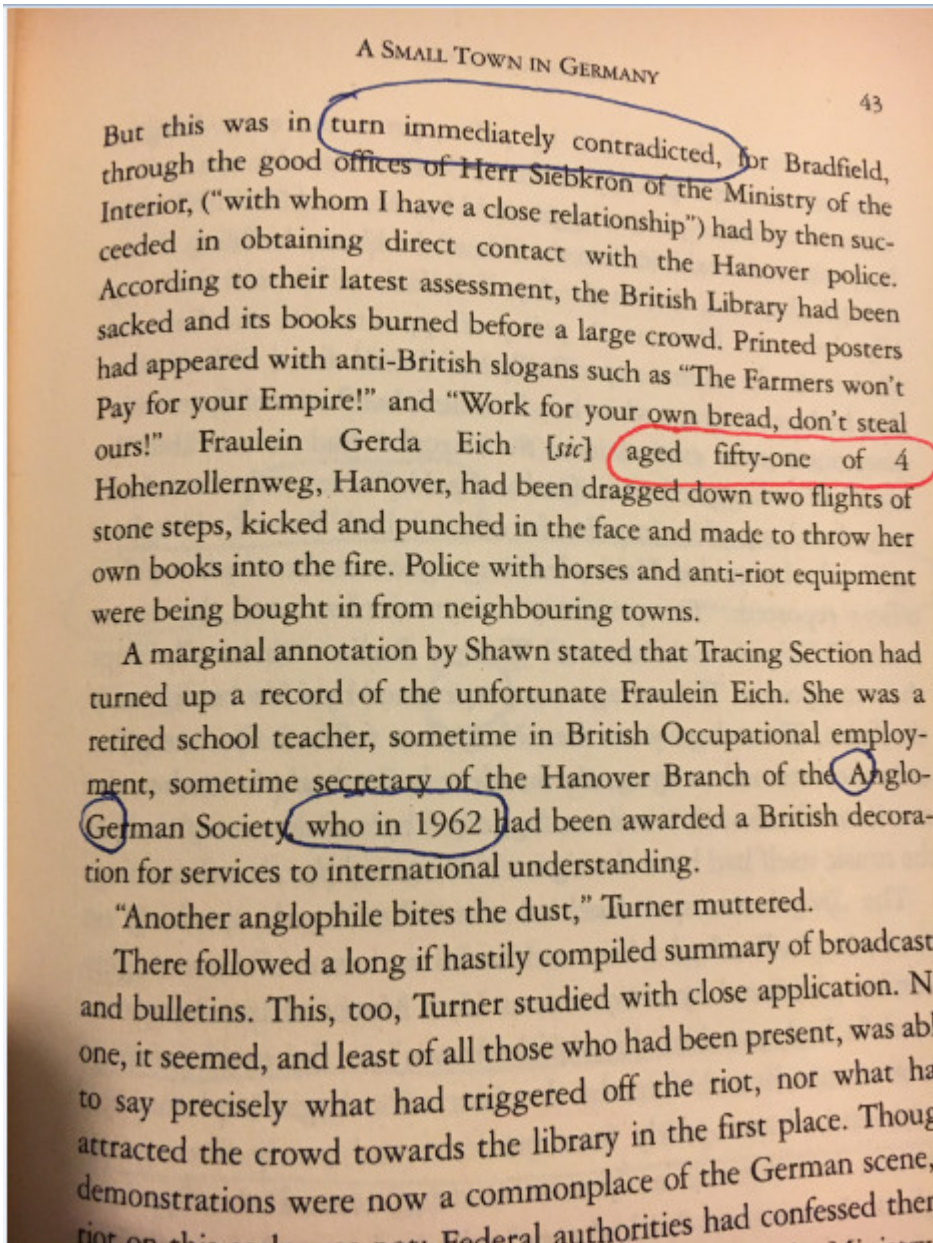 A SMALL TOWN IN GERMANY
43
But this was in turn immediately contradicted, for Bradfield,
through the good offices of Herr Siebkron of the Ministry of the
Interior, (“with whom I have a close relationship”) had by then suc-
ceeded in obtaining direct contact with the Hanover police.
According to their latest assessment, the British Library had been
sacked and its books burned before a large crowd. Printed posters
had appeared with anti-British slogans such as “The Farmers won’t
Pay for your Empire!” and “Work for your own bread, don’t steal
ours!” Fraulein Gerda Eich [sic] aged fifty-one of 4
Hohenzollernweg, Hanover, had been dragged down two flights of
stone steps, kicked and punched in the face and made to throw her
own books into the fire. Police with horses and anti-riot equipment
were being bought in from neighbouring towns.
A marginal annotation by Shawn stated that Tracing Section had
turned up a record of the unfortunate Fraulein Eich. She was a
retired school teacher, sometime in British Occupational employ-
ment, sometime secretary of the Hanover Branch of the Anglo-
German Society, who in 1962 had been awarded a British decora-
tion for services to international understanding.
“Another anglophile bites the dust,” Turner muttered.
There followed a long if hastily compiled summary of broadcast
and bulletins. This, too, Turner studied with close application. N
one, it seemed, and least of all those who had been present, was abl
to say precisely what had triggered off the riot, nor what ha
attracted the crowd towards the library in the first place. Thoug
demonstrations were now a commonplace of the German scene,
Federal authorities had confessed ther